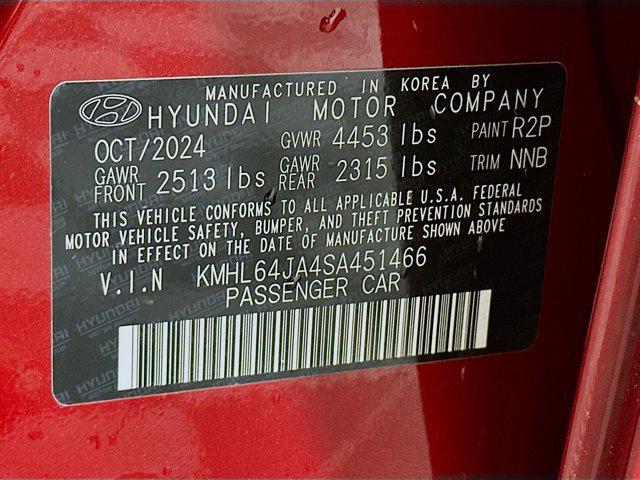 MANUFACTURED IN KOREA BY
HYUNDAI MOTOR COMPANY
OCT/2024 GVWR 4453 lbs PAINT R2P
GAWR FRONT 2513 lbs GAWR REAR 2315 lbs TRIM NNB
THIS VEHICLE CONFORMS TO ALL APPLICABLE U.S.A. FEDERAL
MOTOR VEHICLE SAFETY, BUMPER, AND THEFT PREVENTION STANDARDS
IN EFFECT ON THE DATE OF MANUFACTURE SHOWN ABOVE
V.I.N KMHL64JA4SA451466
PASSENGER CAR